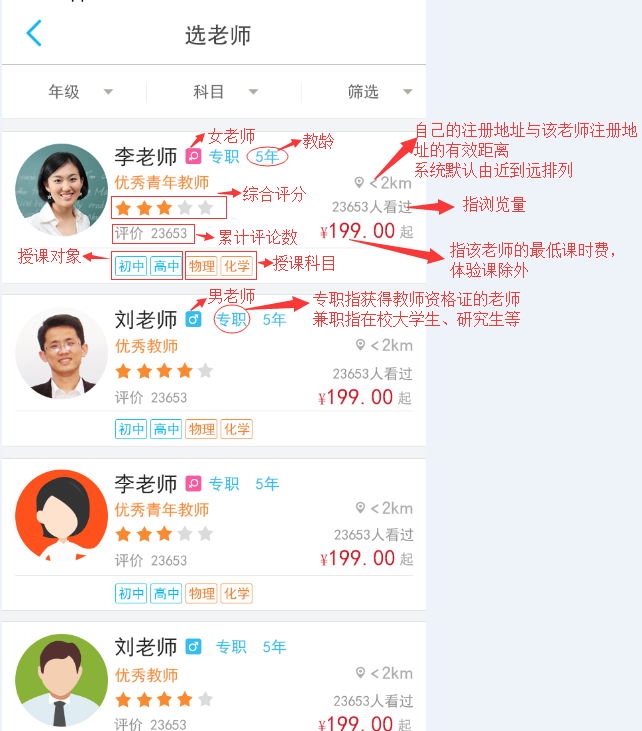 选老师
年级
科目
筛选
女老师
教龄
自己的注册地址与该老师注册地
址的有效距离
系统默认由近到远排列
李老师 专职 5年
优秀青年教师
<2km
综合评分
23653人看过
指浏览量
评价 23653
累计评论数
¥199.00 起
指该老师的最低课时费，
体验课除外
授课对象
初中 高中 物理 化学
授课科目
男老师
专职指获得教师资格证的老师
兼职指在校大学生、研究生等
刘老师 专职 5年
优秀教师
<2km
23653人看过
评价 23653
¥199.00 起
初中 高中 物理 化学
李老师 专职 5年
优秀青年教师
<2km
23653人看过
评价 23653
¥199.00 起
初中 高中 物理 化学
刘老师 专职 5年
优秀教师
<2km
23653人看过
评价 23653
¥199.00 起